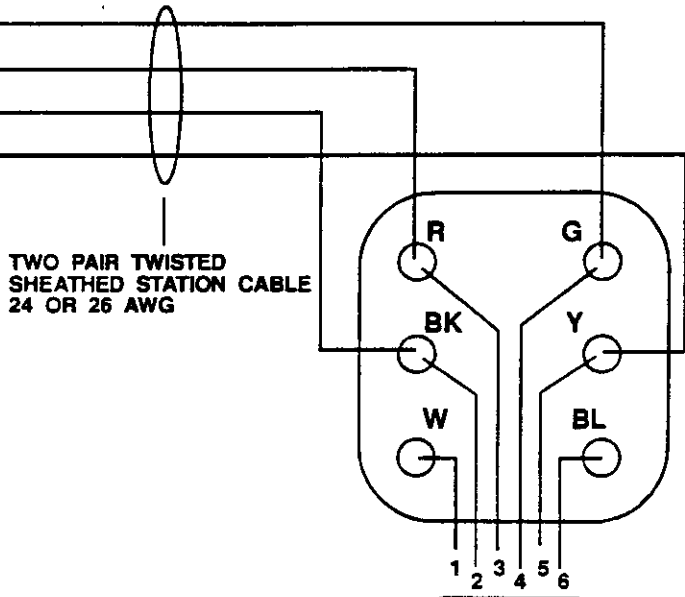 TWO PAIR TWISTED
SHEATHED STATION CABLE
24 OR 26 AWG
R G
BK Y
W BL
1 2 3 4 5 6